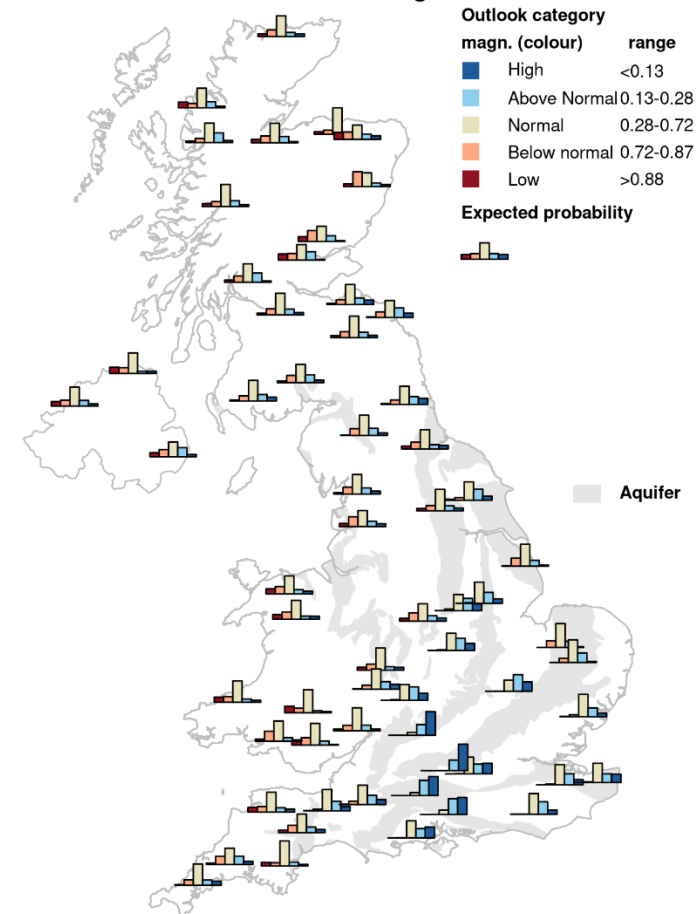 Outlook category
magn. (colour) range
High <0.13
Above Normal 0.13-0.28
Normal 0.28-0.72
Below normal 0.72-0.87
Low >0.88
Expected probability
Aquifer